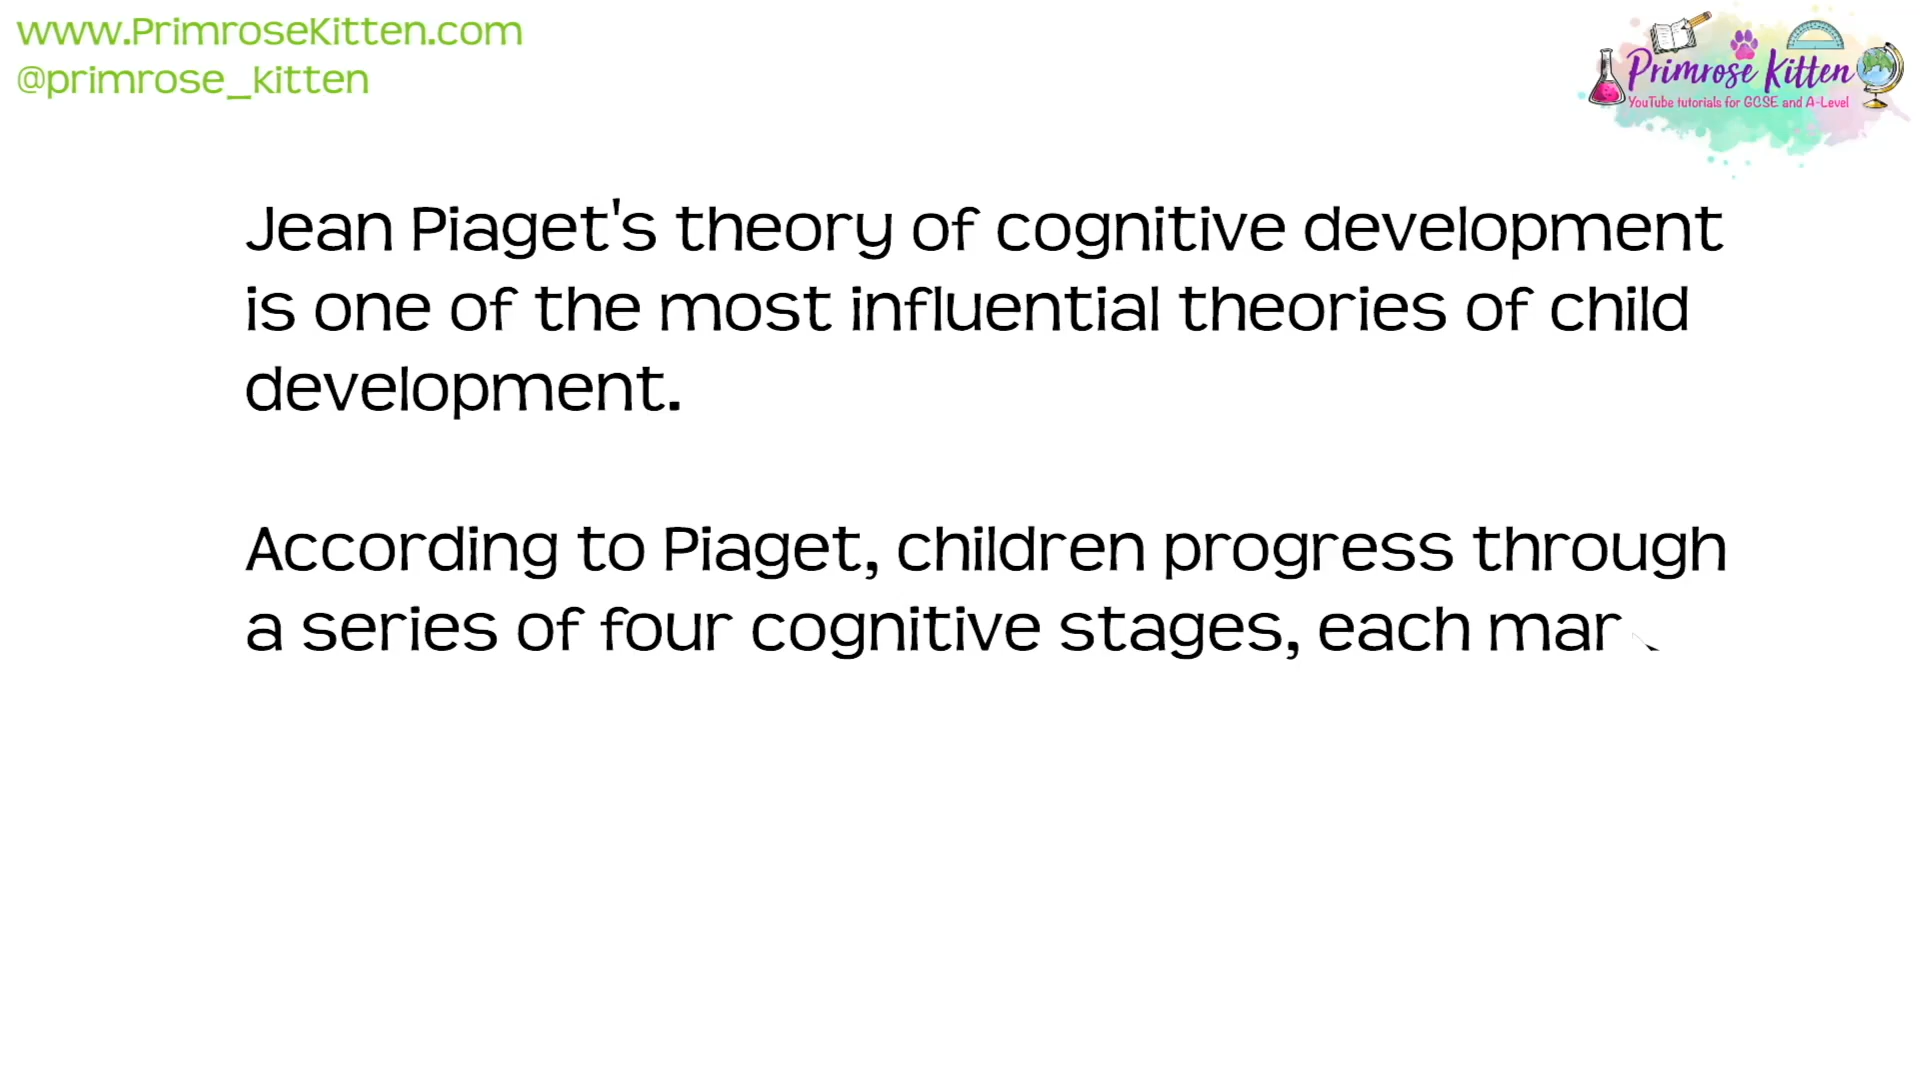 www.PrimroseKitten.com
@primrose_kitten
Primrose Kitten
YouTube tutorials for GCSE and A-Level
Jean Piaget's theory of cognitive development
is one of the most influential theories of child
development.
According to Piaget, children progress through
a series of four cognitive stages, each mar